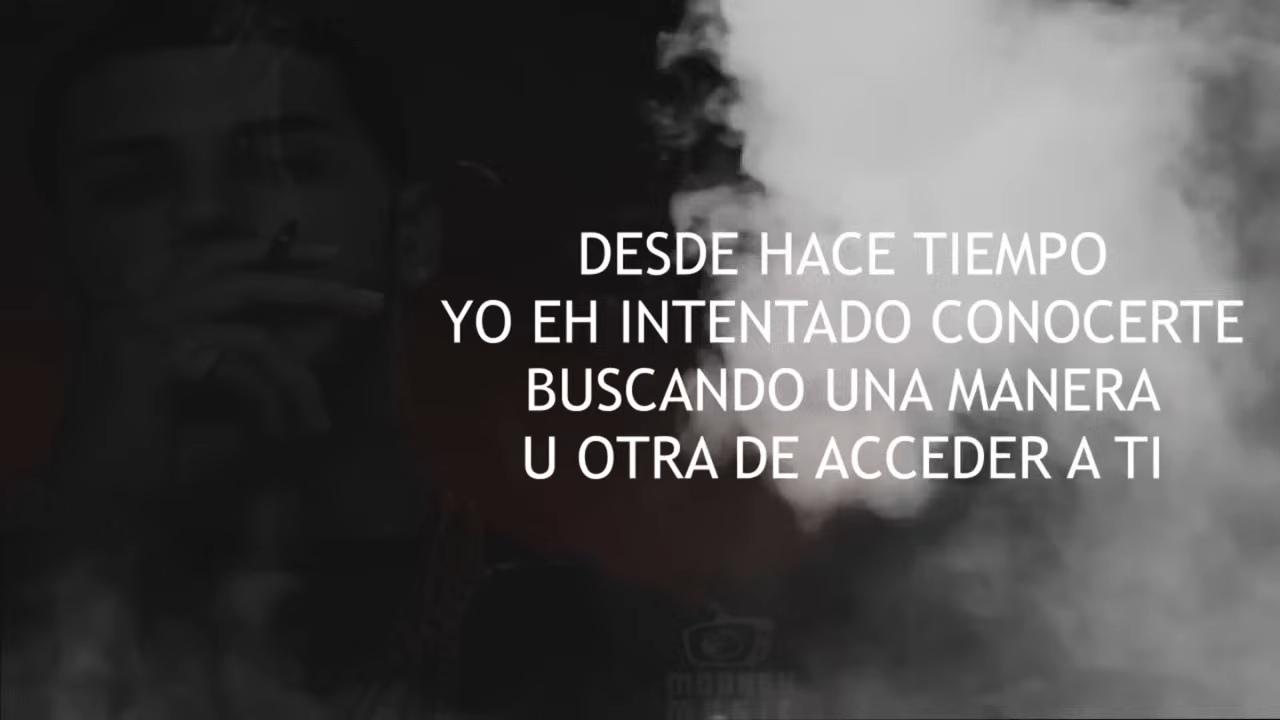 DESDE HACE TIEMPO
YO EH INTENTADO CONOCERTE
BUSCANDO UNA MANERA
U OTRA DE ACCEDER A TI